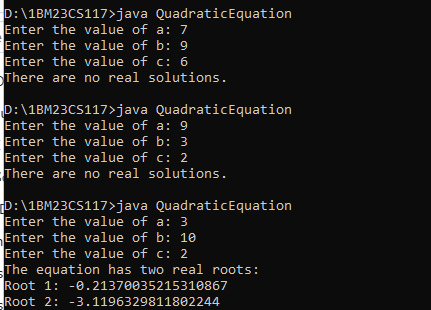 D:\1BM23CS117>java QuadraticEquation
Enter the value of a: 7
Enter the value of b: 9
Enter the value of c: 6
There are no real solutions.
D:\1BM23CS117>java QuadraticEquation
Enter the value of a: 9
Enter the value of b: 3
Enter the value of c: 2
There are no real solutions.
D:\1BM23CS117>java QuadraticEquation
Enter the value of a: 3
Enter the value of b: 10
Enter the value of c: 2
The equation has two real roots:
Root 1: -0.21370035215310867
Root 2: -3.1196329811802244